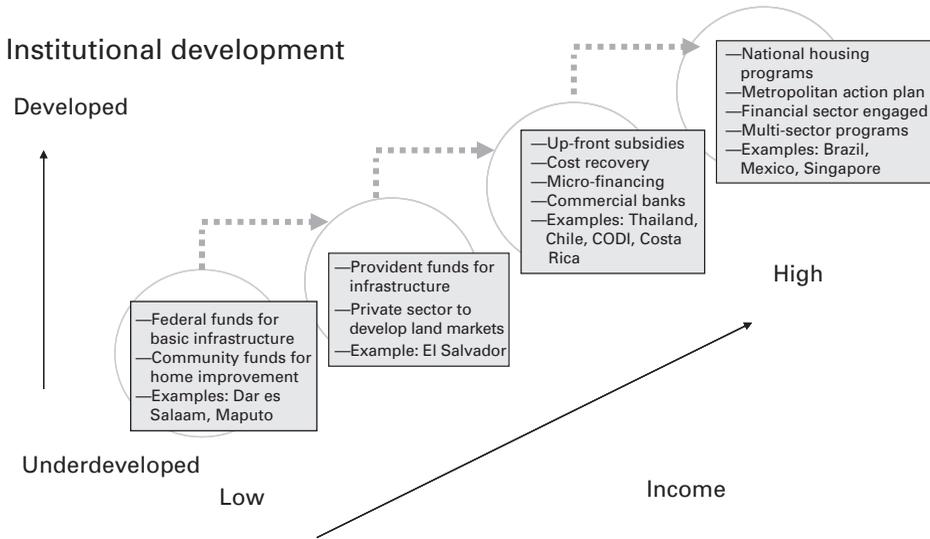 Institutional development
Developed
—National housing
programs
—Metropolitan action plan
—Financial sector engaged
—Multi-sector programs
—Examples: Brazil,
Mexico, Singapore
—Up-front subsidies
—Cost recovery
—Micro-financing
—Commercial banks
—Examples: Thailand,
Chile, CODI, Costa
Rica
—Provident funds for
infrastructure
—Private sector to
develop land markets
—Example: El Salvador
—Federal funds for
basic infrastructure
—Community funds for
home improvement
—Examples: Dar es
Salaam, Maputo
High
Underdeveloped
Low
Income